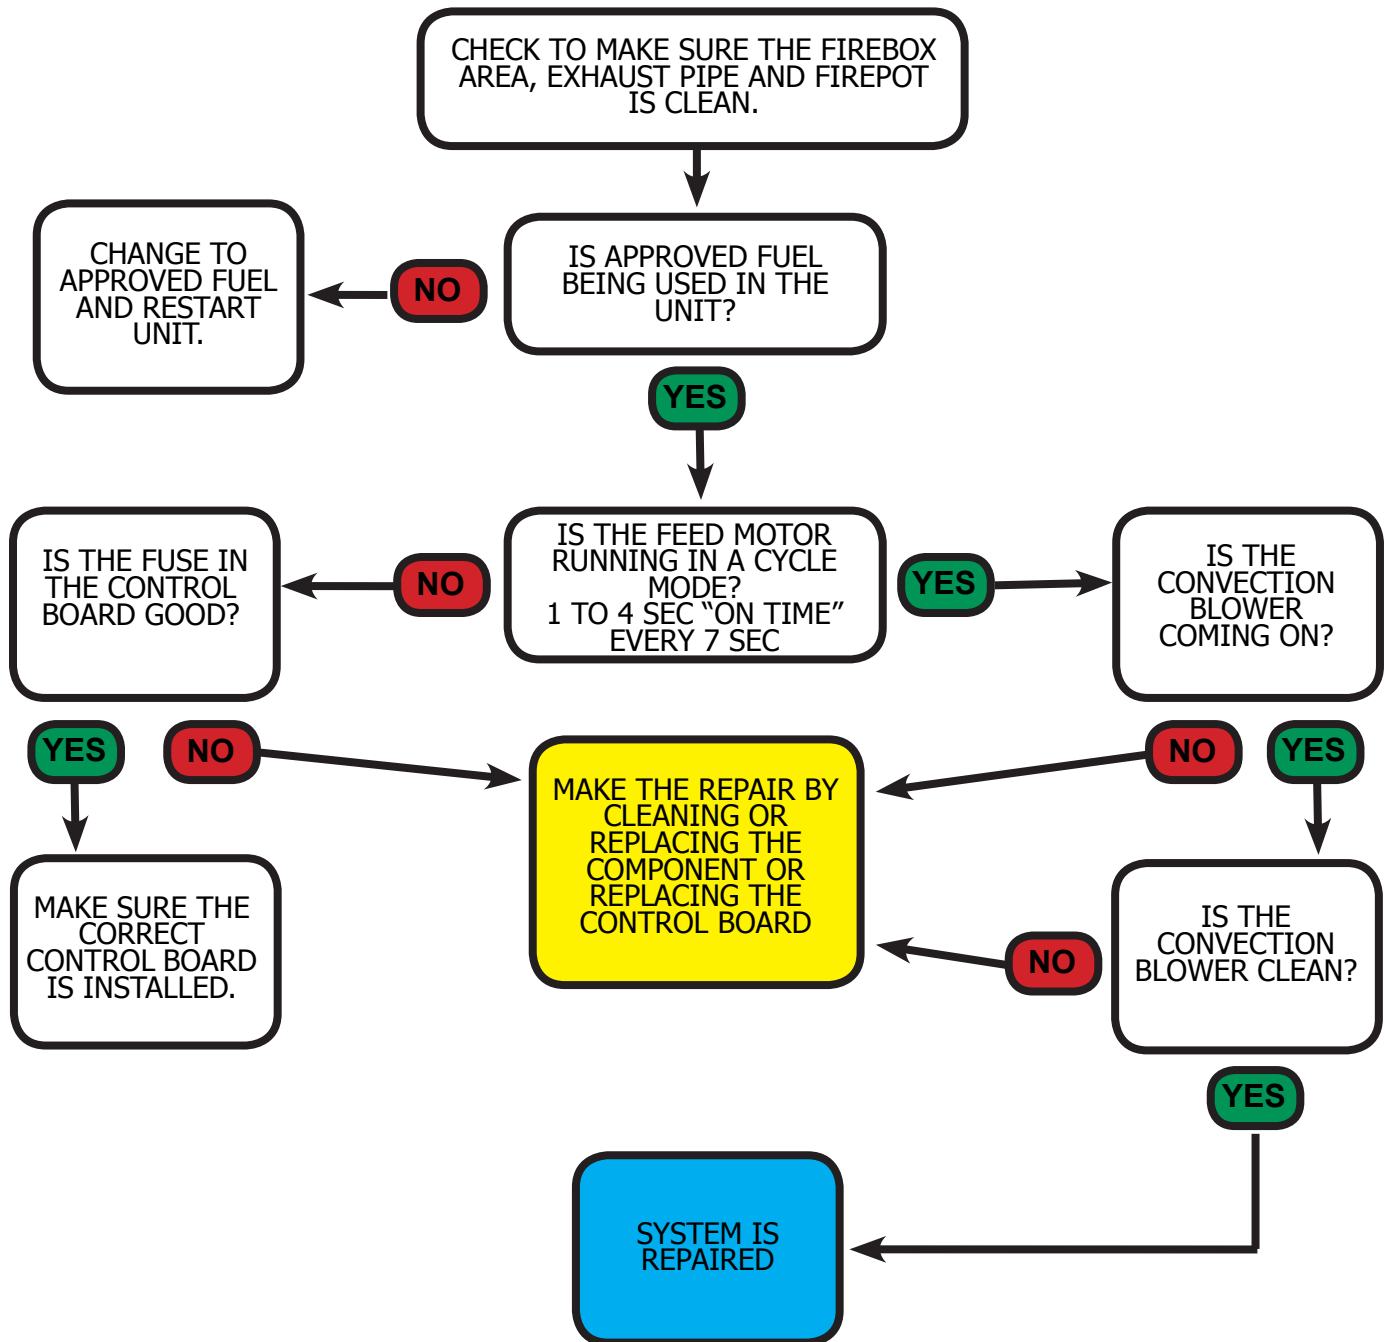 CHECK TO MAKE SURE THE FIREBOX
AREA, EXHAUST PIPE AND FIREPOT
IS CLEAN.
CHANGE TO
APPROVED FUEL
AND RESTART
UNIT.
NO
IS APPROVED FUEL
BEING USED IN THE
UNIT?
YES
IS THE FUSE IN
THE CONTROL
BOARD GOOD?
NO
IS THE FEED MOTOR
RUNNING IN A CYCLE
MODE?
1 TO 4 SEC “ON TIME”
EVERY 7 SEC
YES
IS THE
CONVECTION
BLOWER
COMING ON?
YES
NO
NO
YES
MAKE THE REPAIR BY
CLEANING OR
REPLACING THE
COMPONENT OR
REPLACING THE
CONTROL BOARD
MAKE SURE THE
CORRECT
CONTROL BOARD
IS INSTALLED.
NO
IS THE
CONVECTION
BLOWER CLEAN?
YES
SYSTEM IS
REPAIRED